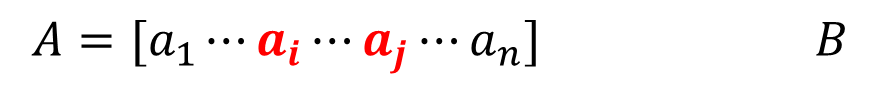 A = [a₁ ⋯ aᵢ ⋯ aⱼ ⋯ aₙ] B